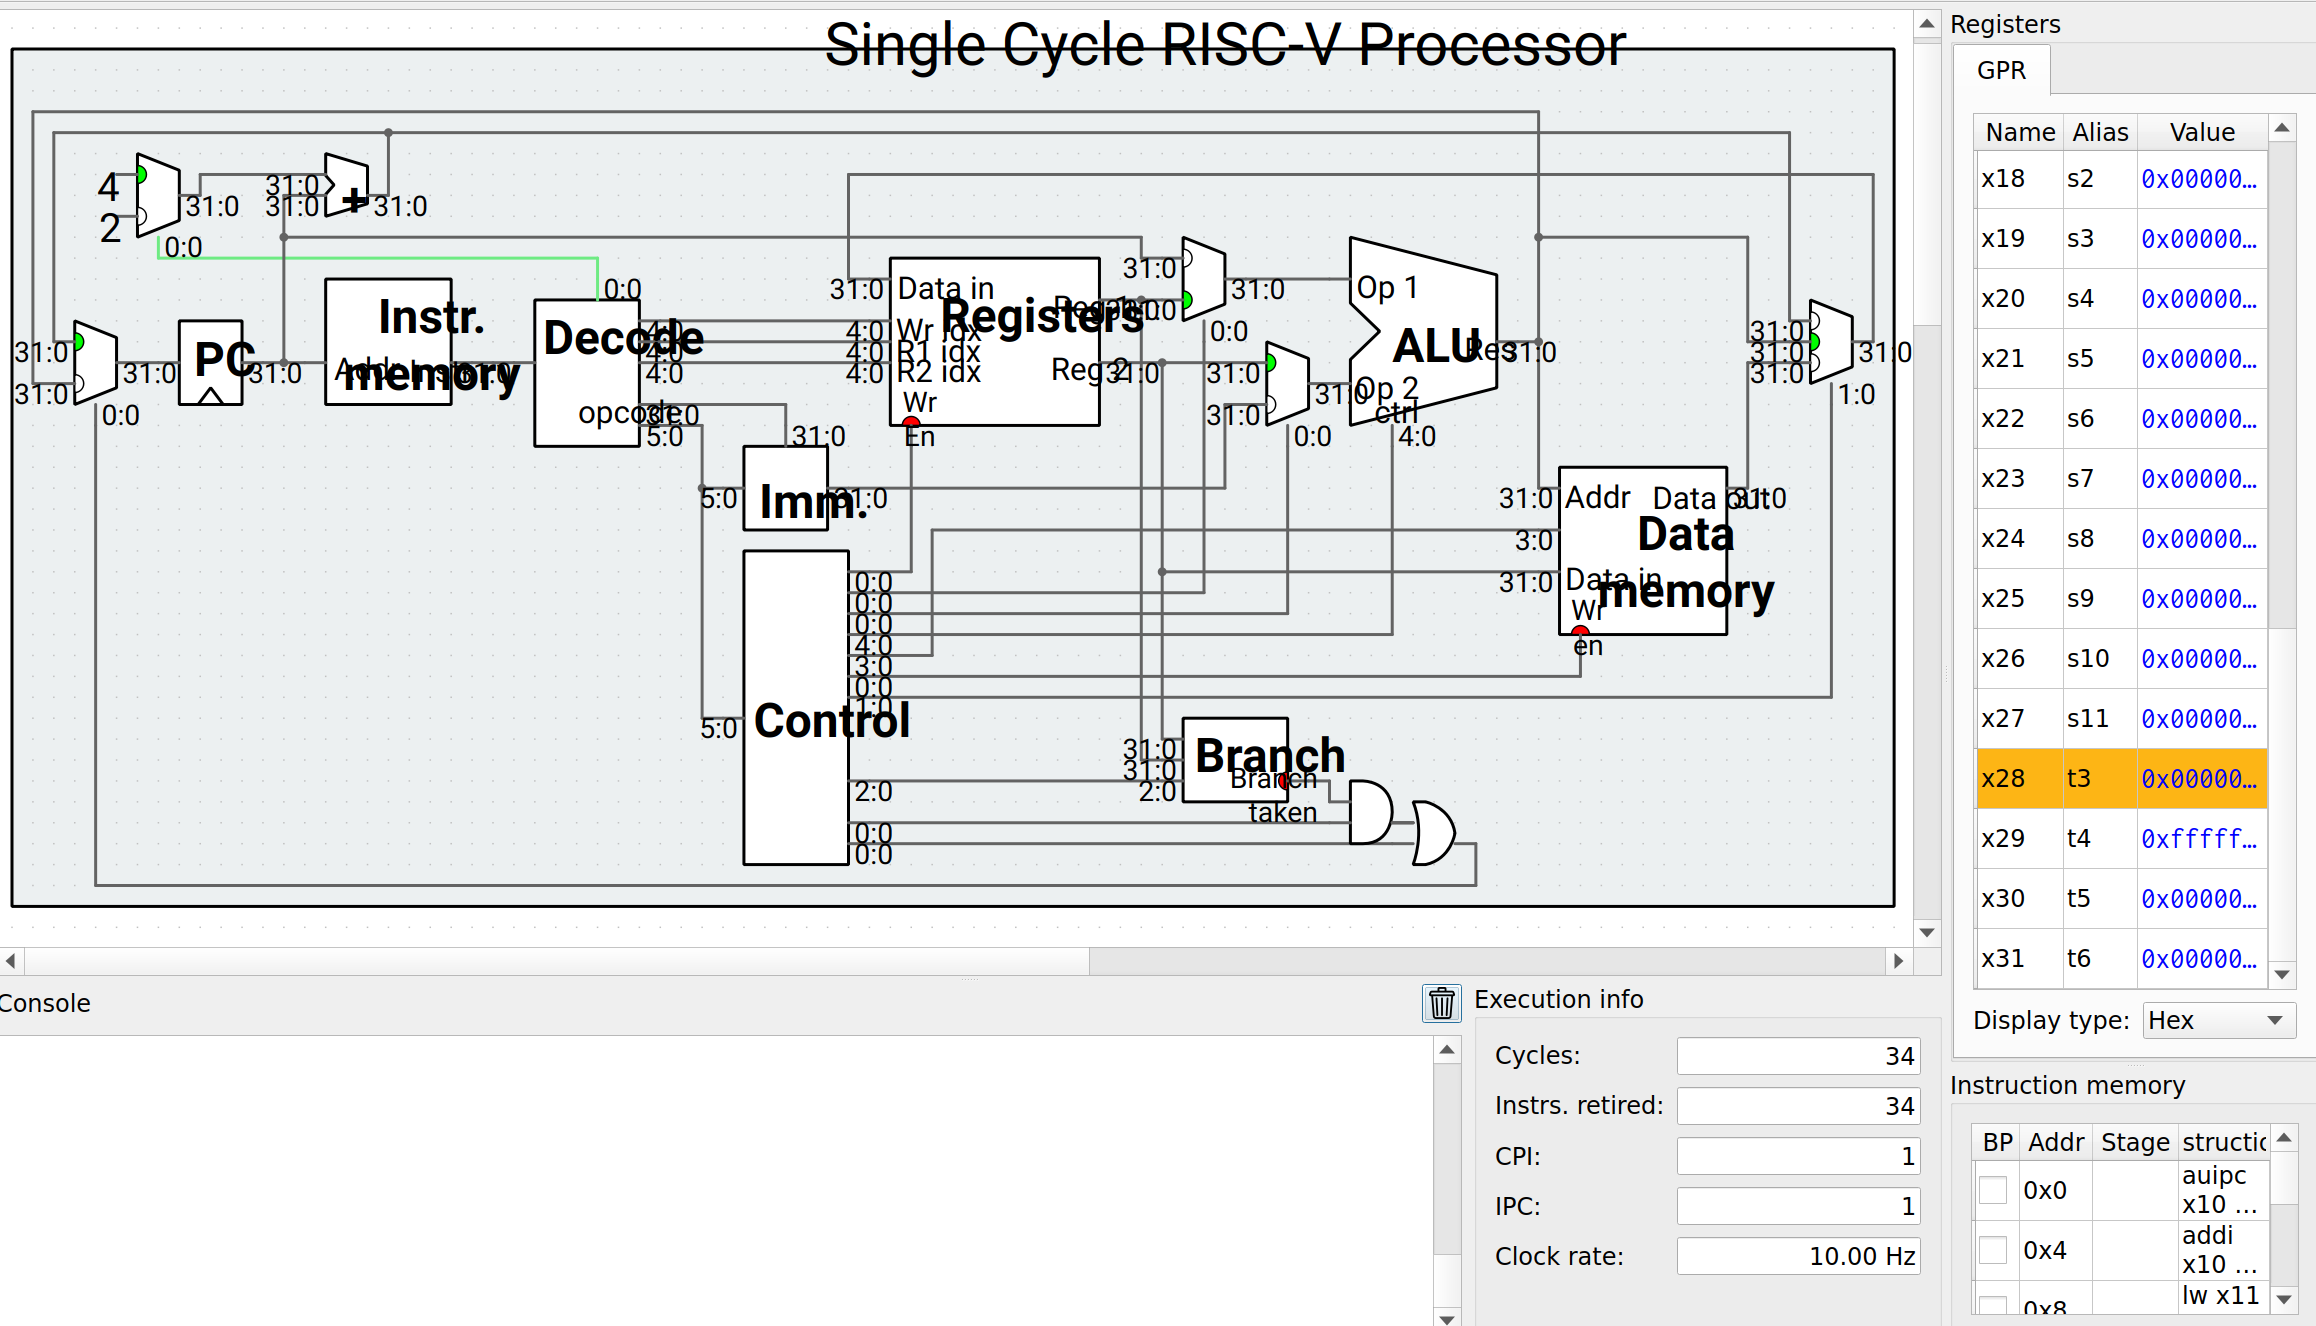 Single Cycle RISC-V Processor
4
2
31:0
31:0
31:0
31:0
31:0
0:0
0:0
31:0
31:0
0:0
31:0
PC
31:0
Instr.
memory
Addr
Decode
opcode
4:0
4:0
4:0
5:0
31:0
Data in
Registers
4:0
Wr idx
4:0
R1 idx
4:0
R2 idx
Reg 2
31:0
Wr
En
31:0
31:0
0:0
31:0
31:0
31:0
0:0
Op 1
ALU
Res
31:0
Op 2
ctrl
4:0
31:0
31:0
31:0
31:0
1:0
31:0
5:0
Imm.
31:0
31:0
Addr
Data out
31:0
3:0
Data
memory
31:0
Data in
Wr
en
Control
5:0
0:0
0:0
0:0
4:0
3:0
0:0
1:0
2:0
0:0
0:0
31:0
31:0
2:0
Branch
Branch
taken
Console
Execution info
Cycles: 34
Instrs. retired: 34
CPI: 1
IPC: 1
Clock rate: 10.00 Hz
Registers
GPR
Name Alias Value
x18 s2 0x00000...
x19 s3 0x00000...
x20 s4 0x00000...
x21 s5 0x00000...
x22 s6 0x00000...
x23 s7 0x00000...
x24 s8 0x00000...
x25 s9 0x00000...
x26 s10 0x00000...
x27 s11 0x00000...
x28 t3 0x00000...
x29 t4 0xfffff...
x30 t5 0x00000...
x31 t6 0x00000...
Display type: Hex
Instruction memory
BP Addr Stage structio
0x0 auipc
x10 ...
0x4 addi
x10 ...
0x8 lw x11